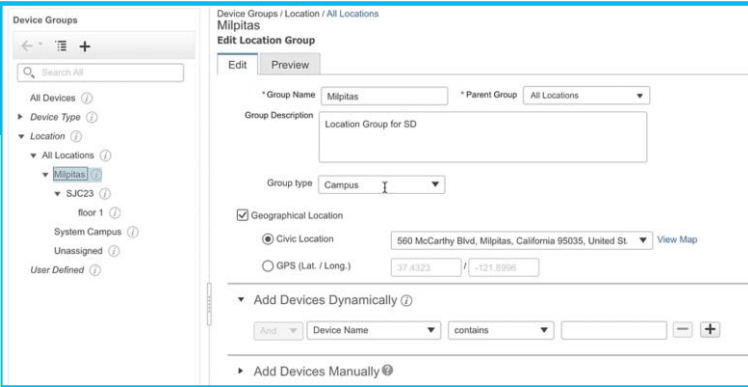 Device Groups
Search All
All Devices
Device Type
Location
All Locations
Milpitas
SJC23
floor 1
System Campus
Unassigned
User Defined
Device Groups / Location / All Locations
Milpitas
Edit Location Group
Edit Preview
* Group Name Milpitas * Parent Group All Locations
Group Description Location Group for SD
Group type Campus
Geographical Location
Civic Location 560 McCarthy Blvd, Milpitas, California 95035, United St. View Map
GPS (Lat. / Long.) 37.4323 / -121.8996
Add Devices Dynamically
And Device Name contains
Add Devices Manually